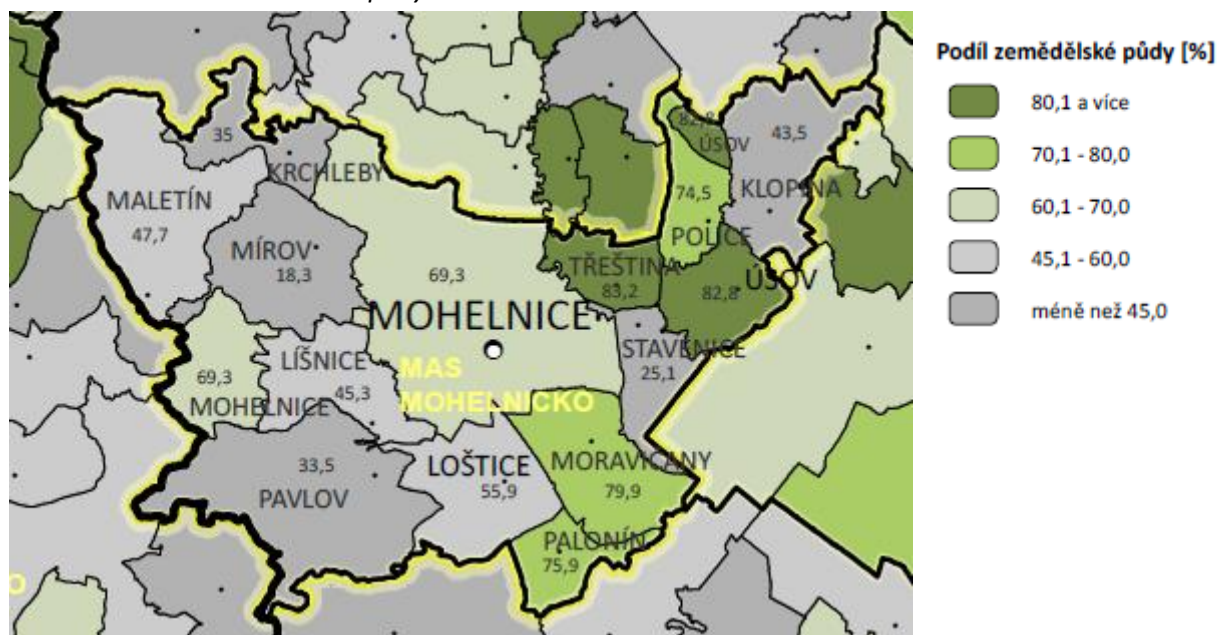 Podíl zemědělské půdy [%]
80,1 a více
70,1 - 80,0
60,1 - 70,0
45,1 - 60,0
méně než 45,0
82,8
ÚSOV
43,5
35
KRCHLEBY
74,5
KLOPINA
MALETÍN
47,7
MÍROV
18,3
69,3
POLICE
TŘEŠTINA
83,2
82,8
ÚSOV
MOHELNICE
STAVENICE
25,1
LÍŠNICE
45,3
69,3
MOHELNICE
MAS
MOHELNICKO
33,5
PAVLOV
LOŠTICE
55,9
MORAVIČANY
79,9
PALONÍN
75,9
O